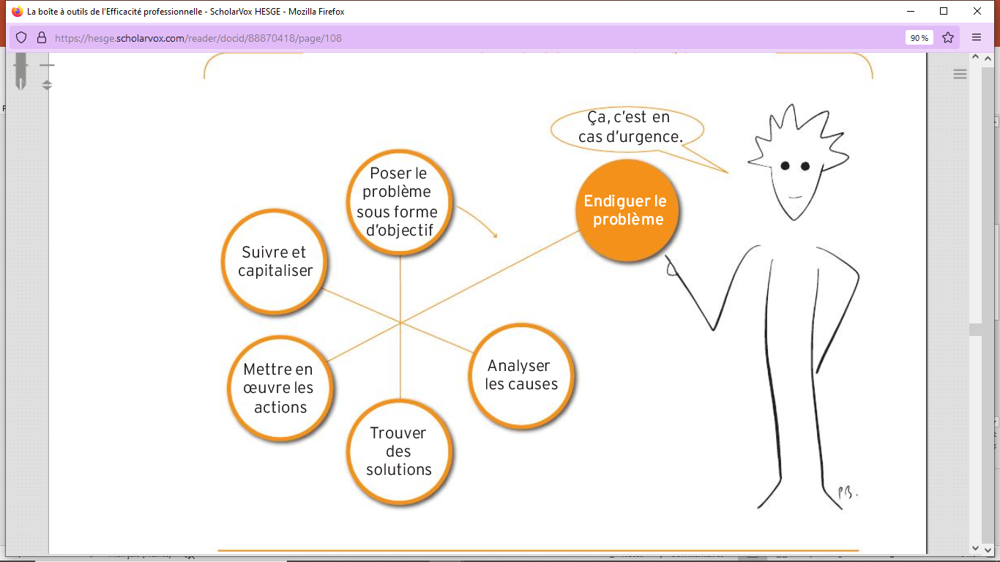 La boîte à outils de l'Efficacité professionnelle - ScholarVox HESGE - Mozilla Firefox
https://hesge.scholarvox.com/reader/docid/88870418/page/108
90 %
Ça, c'est en
cas d'urgence.
Poser le
problème
sous forme
d'objectif
Endiguer le
problème
Suivre et
capitaliser
Analyser
les causes
Mettre en
œuvre les
actions
Trouver
des
solutions
PB.